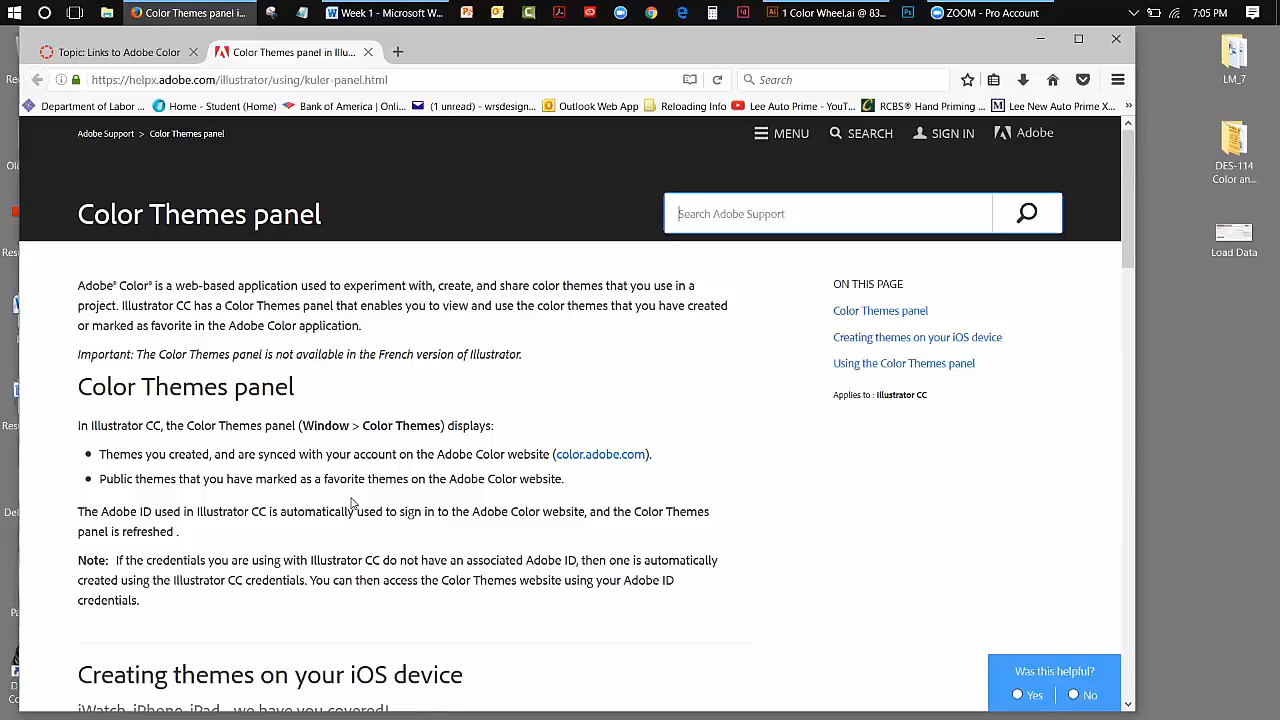 Color Themes panel i...
Week 1 - Microsoft W...
1 Color Wheel.ai @ 83...
ZOOM - Pro Account
7:05 PM
Topic: Links to Adobe Color
Color Themes panel in Illu...
https://helpx.adobe.com/illustrator/using/kuler-panel.html
Search
Department of Labor ...
Home - Student (Home)
Bank of America | Onli...
(1 unread) - wrsdesign...
Outlook Web App
Reloading Info
Lee Auto Prime - YouT...
RCBS® Hand Priming ...
Lee New Auto Prime X...
Adobe Support > Color Themes panel
MENU
SEARCH
SIGN IN
Adobe
Color Themes panel
Search Adobe Support
Adobe® Color® is a web-based application used to experiment with, create, and share color themes that you use in a
project. Illustrator CC has a Color Themes panel that enables you to view and use the color themes that you have created
or marked as favorite in the Adobe Color application.
Important: The Color Themes panel is not available in the French version of Illustrator.
Color Themes panel
In Illustrator CC, the Color Themes panel (Window > Color Themes) displays:
• Themes you created, and are synced with your account on the Adobe Color website (color.adobe.com).
• Public themes that you have marked as a favorite themes on the Adobe Color website.
The Adobe ID used in Illustrator CC is automatically used to sign in to the Adobe Color website, and the Color Themes
panel is refreshed .
Note: If the credentials you are using with Illustrator CC do not have an associated Adobe ID, then one is automatically
created using the Illustrator CC credentials. You can then access the Color Themes website using your Adobe ID
credentials.
Creating themes on your iOS device
iWatch, iPhone, iPad - we have you covered!
ON THIS PAGE
Color Themes panel
Creating themes on your iOS device
Using the Color Themes panel
Applies to : Illustrator CC
Was this helpful?
Yes
No
LM_7
DES-114
Color an...
Load Data